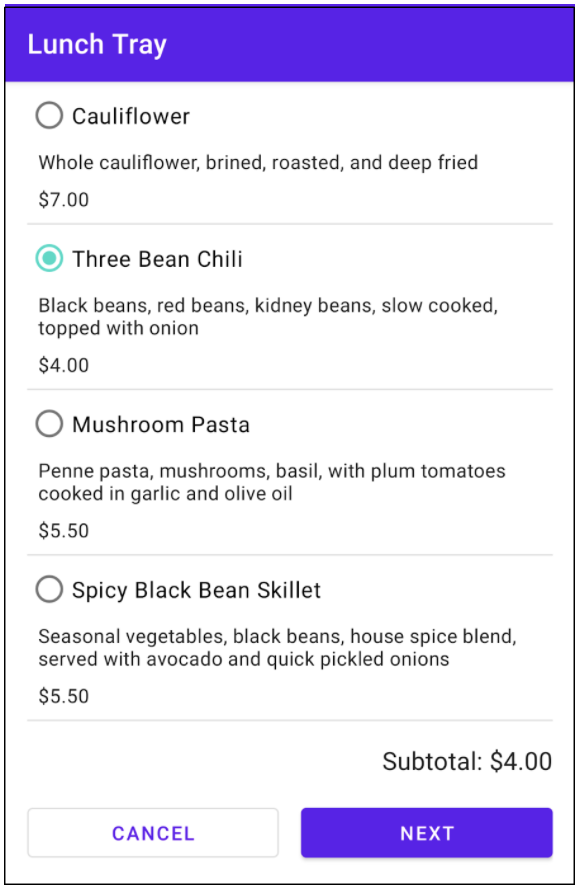 Lunch Tray
Cauliflower
Whole cauliflower, brined, roasted, and deep fried
$7.00
Three Bean Chili
Black beans, red beans, kidney beans, slow cooked,
topped with onion
$4.00
Mushroom Pasta
Penne pasta, mushrooms, basil, with plum tomatoes
cooked in garlic and olive oil
$5.50
Spicy Black Bean Skillet
Seasonal vegetables, black beans, house spice blend,
served with avocado and quick pickled onions
$5.50
Subtotal: $4.00
CANCEL NEXT